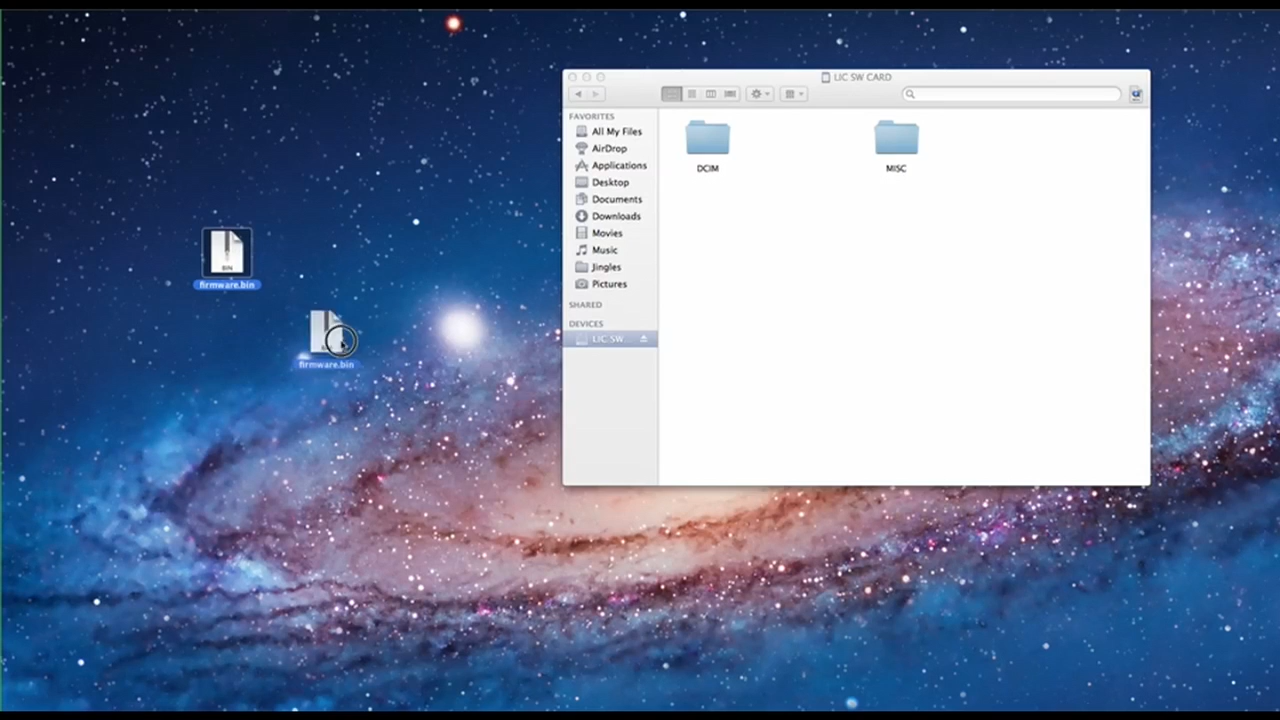 LIC SW CARD
FAVORITES
All My Files
AirDrop
Applications
Desktop
Documents
Downloads
Movies
Music
Jingles
Pictures
SHARED
DEVICES
LIC SW...
DCIM
MISC
BIN
firmware.bin
firmware.bin